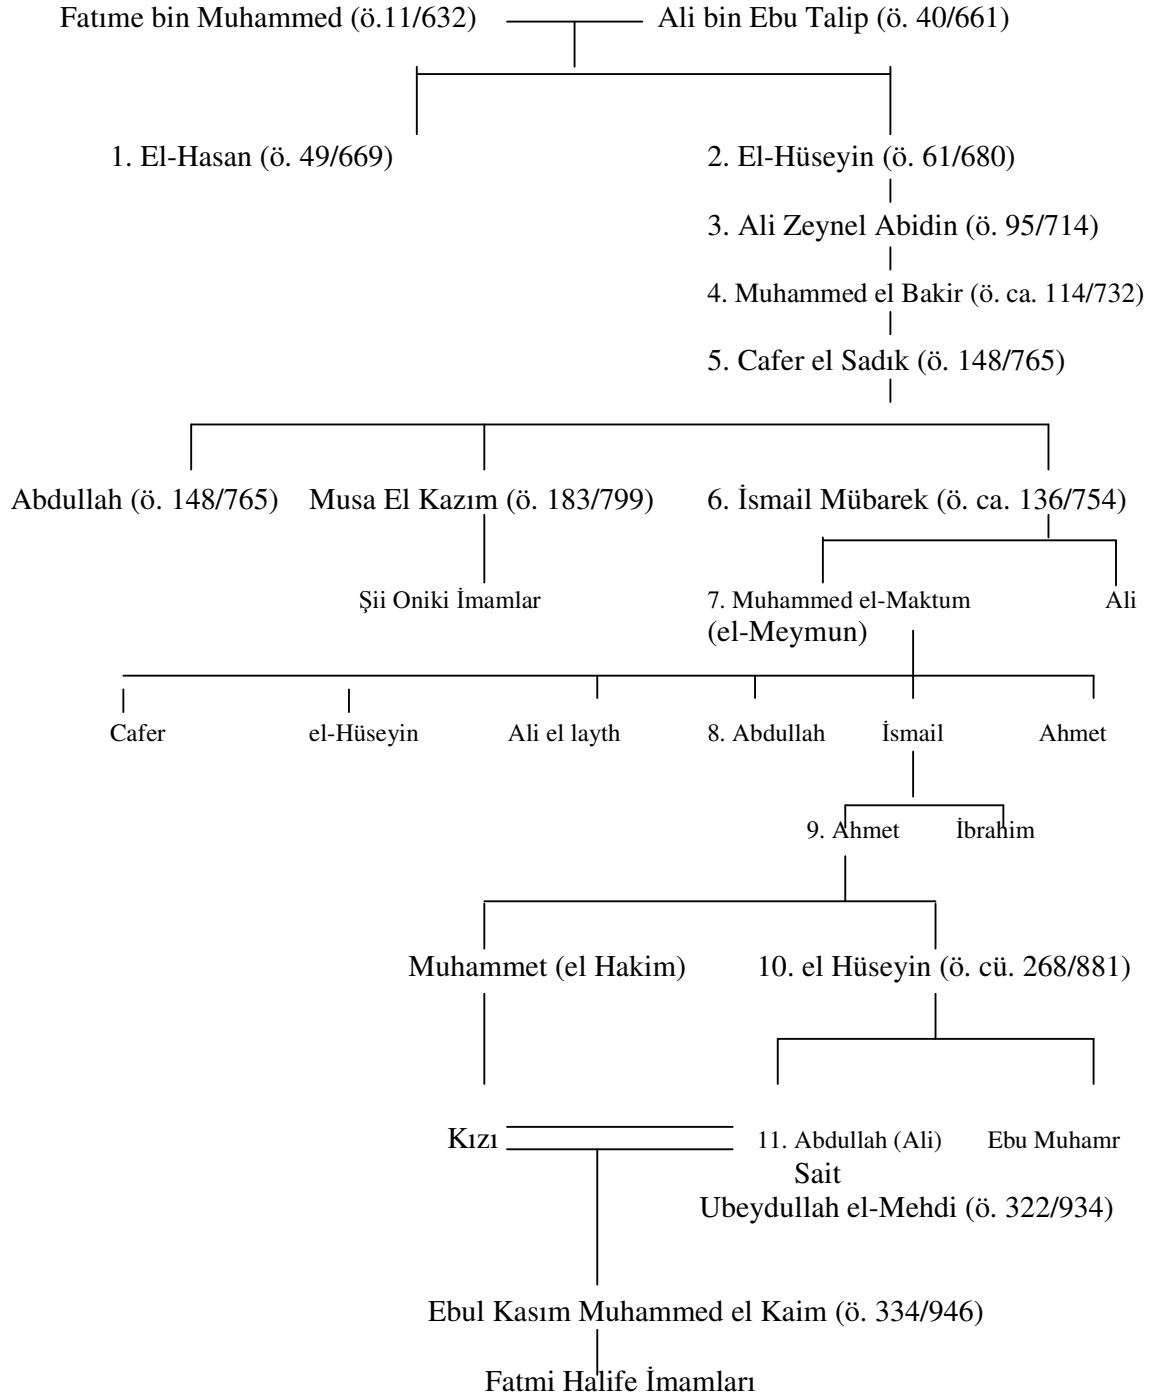 Fatıme bin Muhammed (ö.11/632) Ali bin Ebu Talip (ö. 40/661)
1. El-Hasan (ö. 49/669) 2. El-Hüseyin (ö. 61/680)
3. Ali Zeynel Abidin (ö. 95/714)
4. Muhammed el Bakir (ö. ca. 114/732)
5. Cafer el Sadık (ö. 148/765)
Abdullah (ö. 148/765) Musa El Kazım (ö. 183/799) 6. İsmail Mübarek (ö. ca. 136/754)
Şii Oniki İmamlar 7. Muhammed el-Maktum Ali
(el-Meymun)
Cafer el-Hüseyin Ali el layth 8. Abdullah İsmail Ahmet
9. Ahmet İbrahim
Muhammet (el Hakim) 10. el Hüseyin (ö. cü. 268/881)
Kızı 11. Abdullah (Ali) Ebu Muhamr
Sait
Ubeydullah el-Mehdi (ö. 322/934)
Ebul Kasım Muhammed el Kaim (ö. 334/946)
Fatmi Halife İmamları